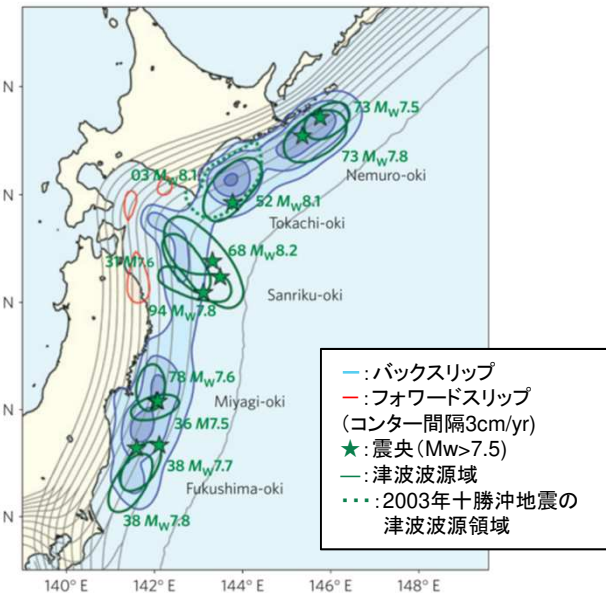 N
N
N
N
N
73 MW7.5
73 MW7.8
Nemuro-oki
03 MW8.1
52 MW8.1
Tokachi-oki
68 MW8.2
31 M7.6
Sanriku-oki
94 MW7.8
78 MW7.6
Miyagi-oki
36 M7.5
38 MW7.7
Fukushima-oki
38 MW7.8
140° E
142° E
144° E
146° E
148° E
ー:バックスリップ
ー:フォワードスリップ
(コンター間隔3cm/yr)
★:震央(Mw>7.5)
―:津波波源域
・・・:2003年十勝沖地震の
津波波源領域